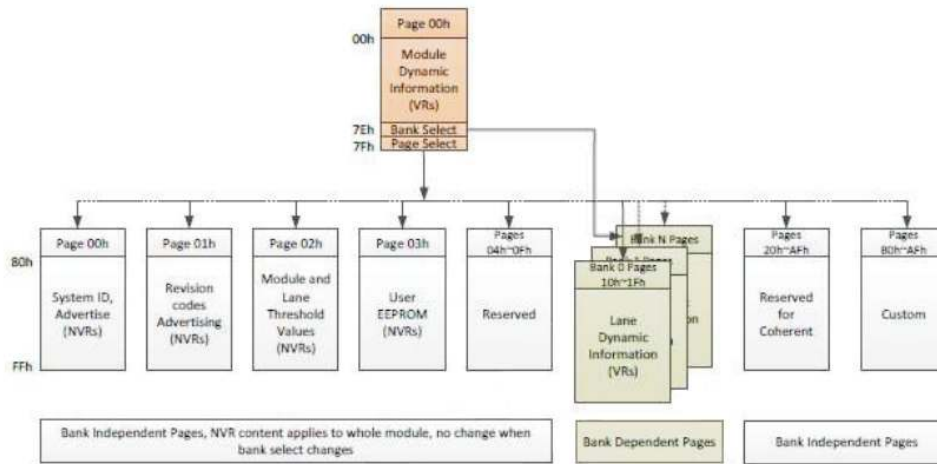 Page 00h
00h
Module
Dynamic
Information
(VRs)
7Eh
Bank Select
7Fh
Page Select
80h
FFh
Page 00h
System ID,
Advertise
(NVRs)
Page 01h
Revision
codes
Advertising
(NVRs)
Page 02h
Module and
Lane
Threshold
Values
(NVRs)
Page 03h
User
EEPROM
(NVRs)
Pages
04h~0Fh
Reserved
Bank N Pages
Pages
Bank 0 Pages
10h~1Fh
Lane
Dynamic
Information
(VRs)
Pages
20h~AFh
Reserved
for
Coherent
Pages
B0h~AFh
Custom
Bank Independent Pages, NVR content applies to whole module, no change when
bank select changes
Bank Dependent Pages
Bank Independent Pages